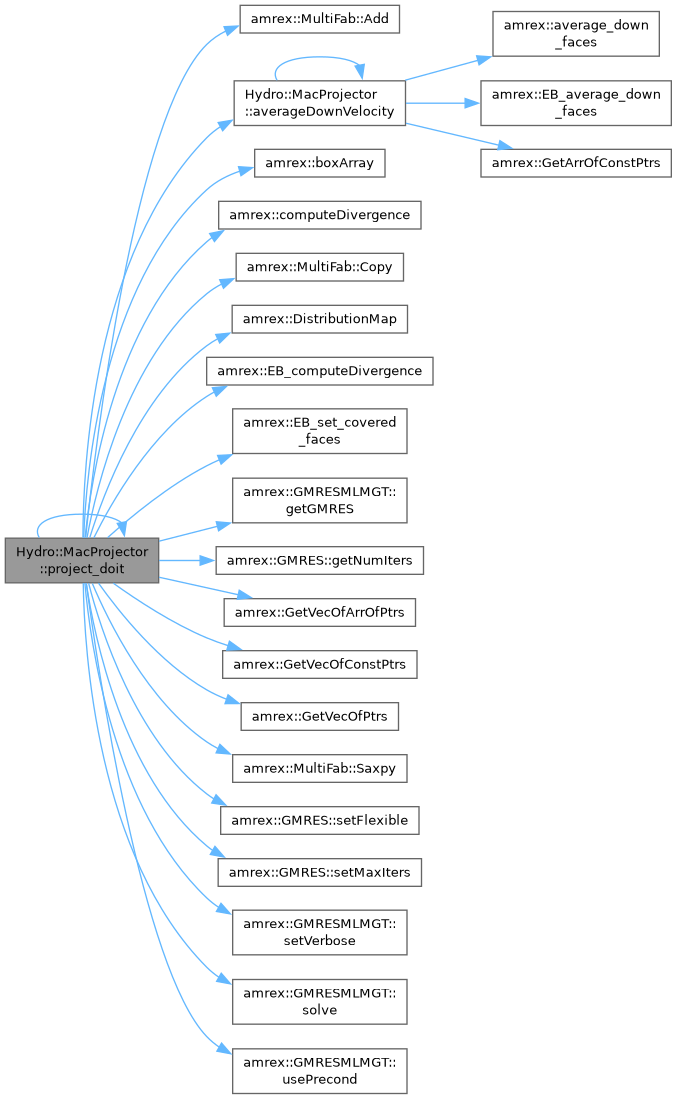 Hydro::MacProjector
::project_doit
amrex::MultiFab::Add
Hydro::MacProjector
::averageDownVelocity
amrex::average_down
_faces
amrex::EB_average_down
_faces
amrex::GetArrOfConstPtrs
amrex::boxArray
amrex::computeDivergence
amrex::MultiFab::Copy
amrex::DistributionMap
amrex::EB_computeDivergence
amrex::EB_set_covered
_faces
amrex::GMRESMLMGT::
getGMRES
amrex::GMRES::getNumIters
amrex::GetVecOfArrOfPtrs
amrex::GetVecOfConstPtrs
amrex::GetVecOfPtrs
amrex::MultiFab::Saxpy
amrex::GMRES::setFlexible
amrex::GMRES::setMaxIters
amrex::GMRESMLMGT::
setVerbose
amrex::GMRESMLMGT::
solve
amrex::GMRESMLMGT::
usePrecond